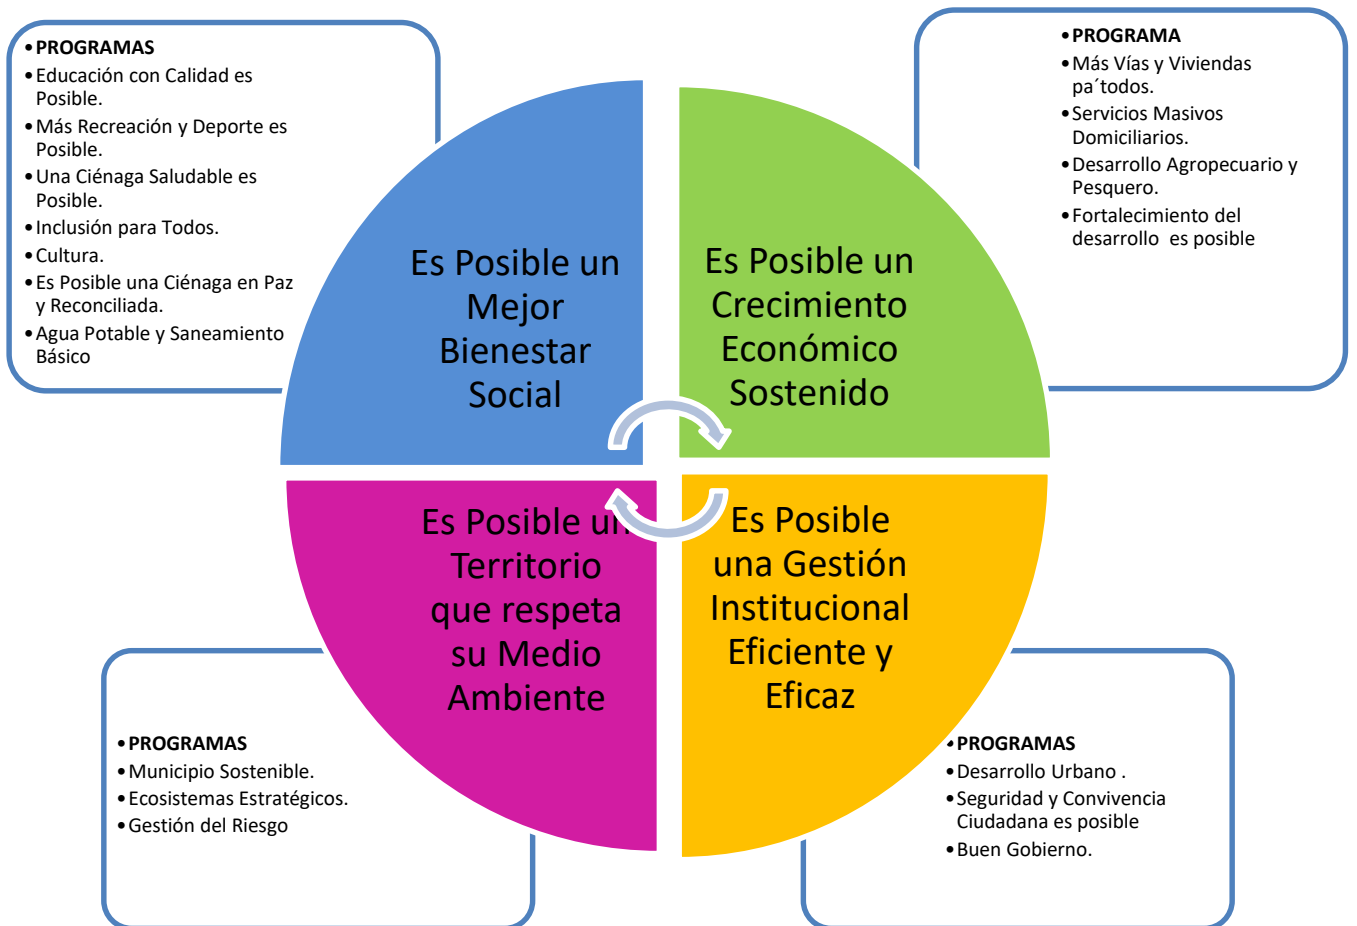 •PROGRAMAS
•Educación con Calidad es
Posible.
•Más Recreación y Deporte es
Posible.
•Una Ciénaga Saludable es
Posible.
•Inclusión para Todos.
•Cultura.
•Es Posible una Ciénaga en Paz
y Reconciliada.
•Agua Potable y Saneamiento
Básico
•PROGRAMA
•Más Vías y Viviendas
pa´todos.
•Servicios Masivos
Domiciliarios.
•Desarrollo Agropecuario y
Pesquero.
•Fortalecimiento del
desarrollo es posible
Es Posible un
Mejor
Bienestar
Social
Es Posible un
Crecimiento
Económico
Sostenido
Es Posible un
Territorio
que respeta
su Medio
Ambiente
Es Posible
una Gestión
Institucional
Eficiente y
Eficaz
•PROGRAMAS
•Municipio Sostenible.
•Ecosistemas Estratégicos.
•Gestión del Riesgo
•PROGRAMAS
•Desarrollo Urbano .
•Seguridad y Convivencia
Ciudadana es posible
•Buen Gobierno.